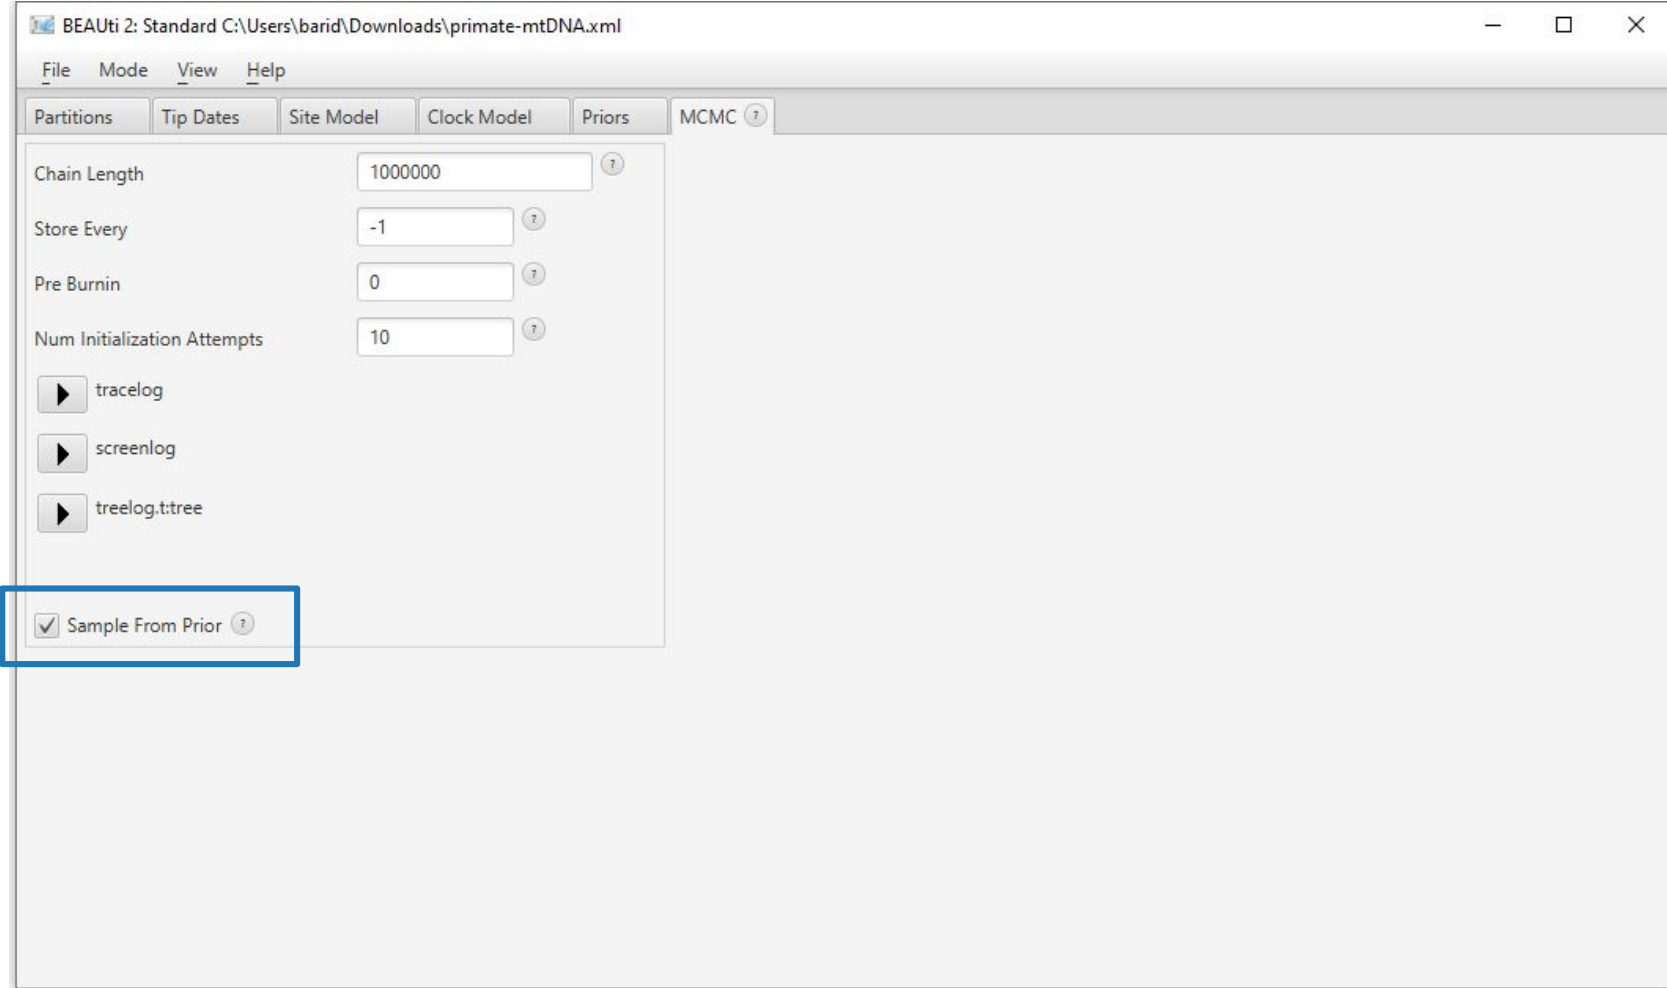 BEAUti 2: Standard C:\Users\barid\Downloads\primate-mtDNA.xml
File Mode View Help
Partitions Tip Dates Site Model Clock Model Priors MCMC ?
Chain Length 1000000 ?
Store Every -1 ?
Pre Burnin 0 ?
Num Initialization Attempts 10 ?
tracelog
screenlog
treelog.t:tree
Sample From Prior ?